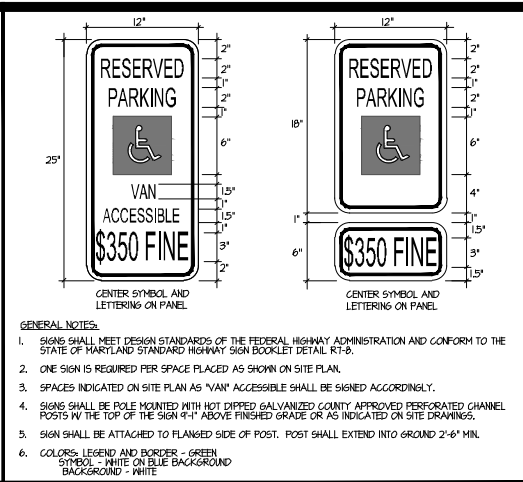 12"
12"
2"
RESERVED
2"
1"
PARKING
2"
1"
6"
25"
VAN
1.5"
1"
ACCESSIBLE
1.5"
1"
$350 FINE
3"
2"
CENTER SYMBOL AND
LETTERING ON PANEL
2"
RESERVED
2"
1"
PARKING
2"
1"
18"
6"
4"
1"
1"
1.5"
6"
$350 FINE
3"
1.5"
CENTER SYMBOL AND
LETTERING ON PANEL
GENERAL NOTES:
1. SIGNS SHALL MEET DESIGN STANDARDS OF THE FEDERAL HIGHWAY ADMINISTRATION AND CONFORM TO THE
STATE OF MARYLAND STANDARD HIGHWAY SIGN BOOKLET DETAIL R7-8.
2. ONE SIGN IS REQUIRED PER SPACE PLACED AS SHOWN ON SITE PLAN.
3. SPACES INDICATED ON SITE PLAN AS "VAN" ACCESSIBLE SHALL BE SIGNED ACCORDINGLY.
4. SIGNS SHALL BE POLE MOUNTED WITH HOT DIPPED GALVANIZED COUNTY APPROVED PERFORATED CHANNEL
POSTS W/ THE TOP OF THE SIGN 9'-1" ABOVE FINISHED GRADE OR AS INDICATED ON SITE DRAWINGS.
5. SIGN SHALL BE ATTACHED TO FLANGED SIDE OF POST. POST SHALL EXTEND INTO GROUND 2'-6" MIN.
6. COLORS: LEGEND AND BORDER - GREEN
SYMBOL - WHITE ON BLUE BACKGROUND
BACKGROUND - WHITE